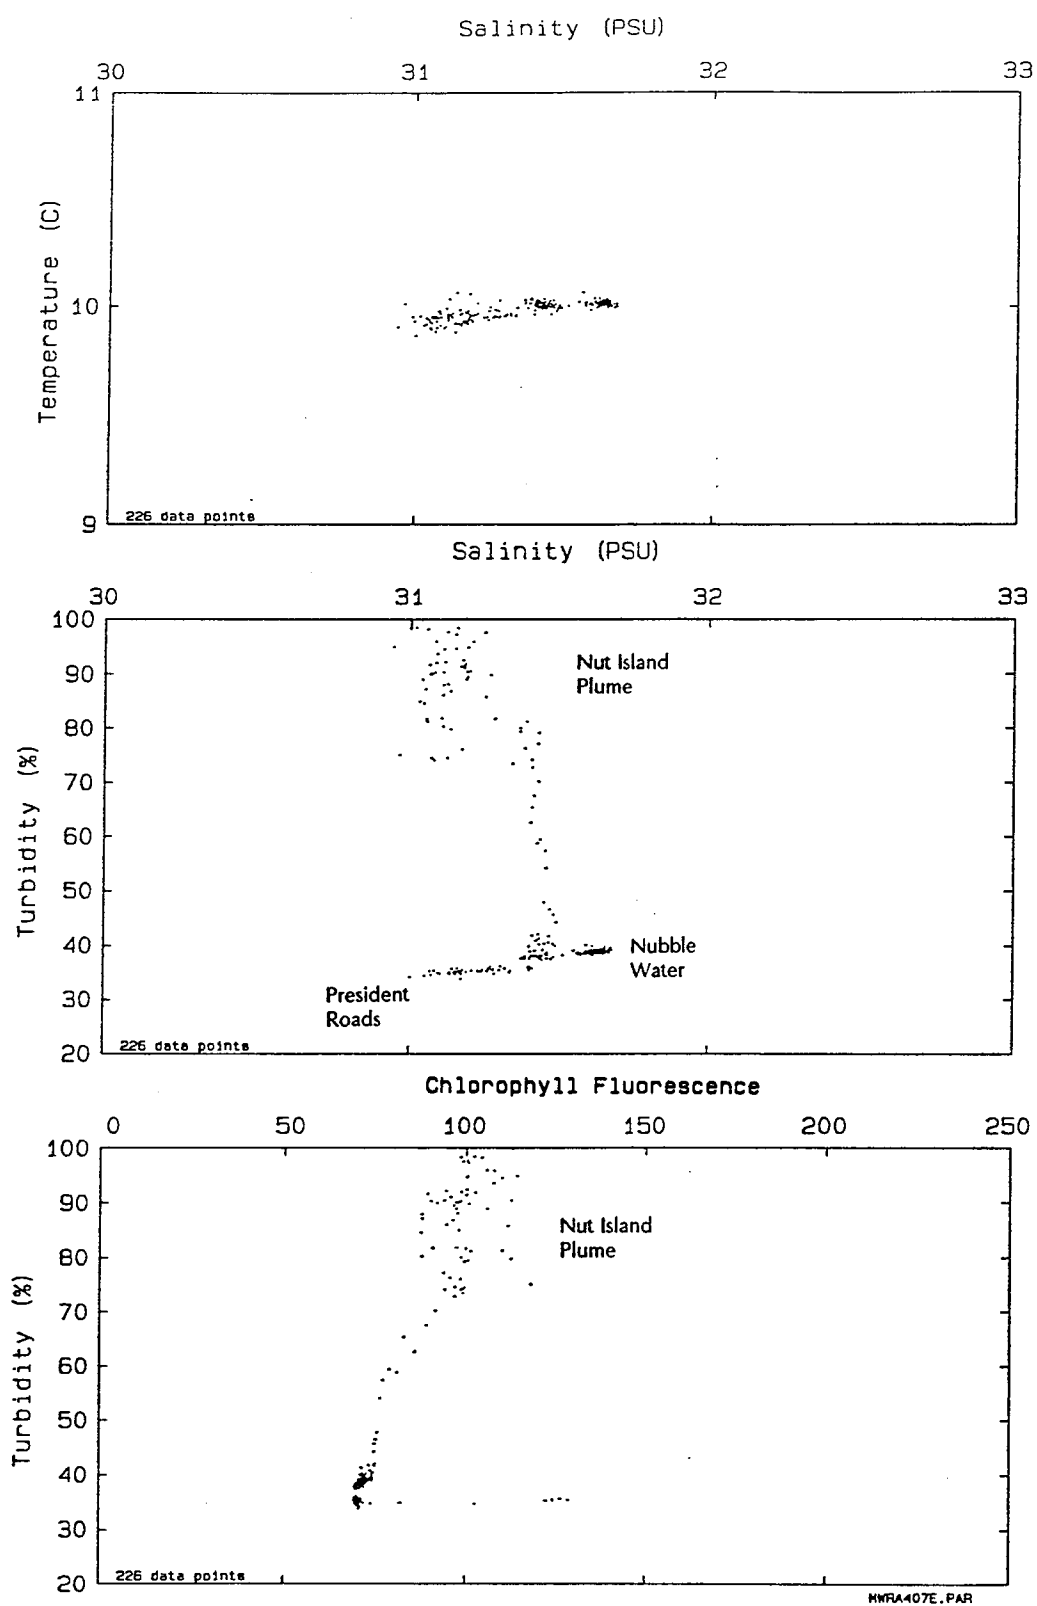 Salinity (PSU)
30 31 32 33
11
10
9
Temperature (C)
226 data points
Salinity (PSU)
30 31 32 33
100
90
80
70
60
50
40
30
20
Turbidity (%)
Nut Island
Plume
Nubble
Water
President
Roads
226 data points
Chlorophyll Fluorescence
0 50 100 150 200 250
100
90
80
70
60
50
40
30
20
Turbidity (%)
Nut Island
Plume
226 data points
MWRA407E.PAR